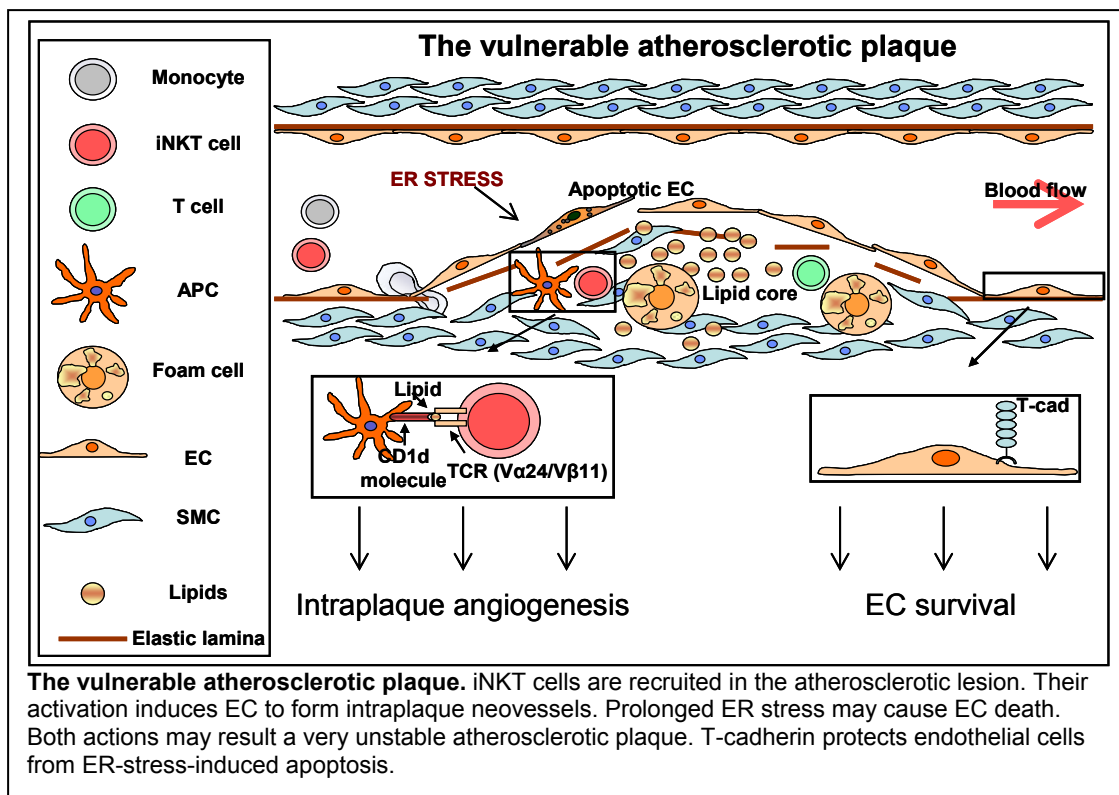 The vulnerable atherosclerotic plaque
Monocyte
iNKT cell
T cell
APC
Foam cell
EC
SMC
Lipids
Elastic lamina
ER STRESS
Apoptotic EC
Blood flow
Lipid core
Lipid
CD1d
molecule
TCR (Vα24/Vβ11)
T-cad
Intraplaque angiogenesis
EC survival
The vulnerable atherosclerotic plaque. iNKT cells are recruited in the atherosclerotic lesion. Their
activation induces EC to form intraplaque neovessels. Prolonged ER stress may cause EC death.
Both actions may result a very unstable atherosclerotic plaque. T-cadherin protects endothelial cells
from ER-stress-induced apoptosis.